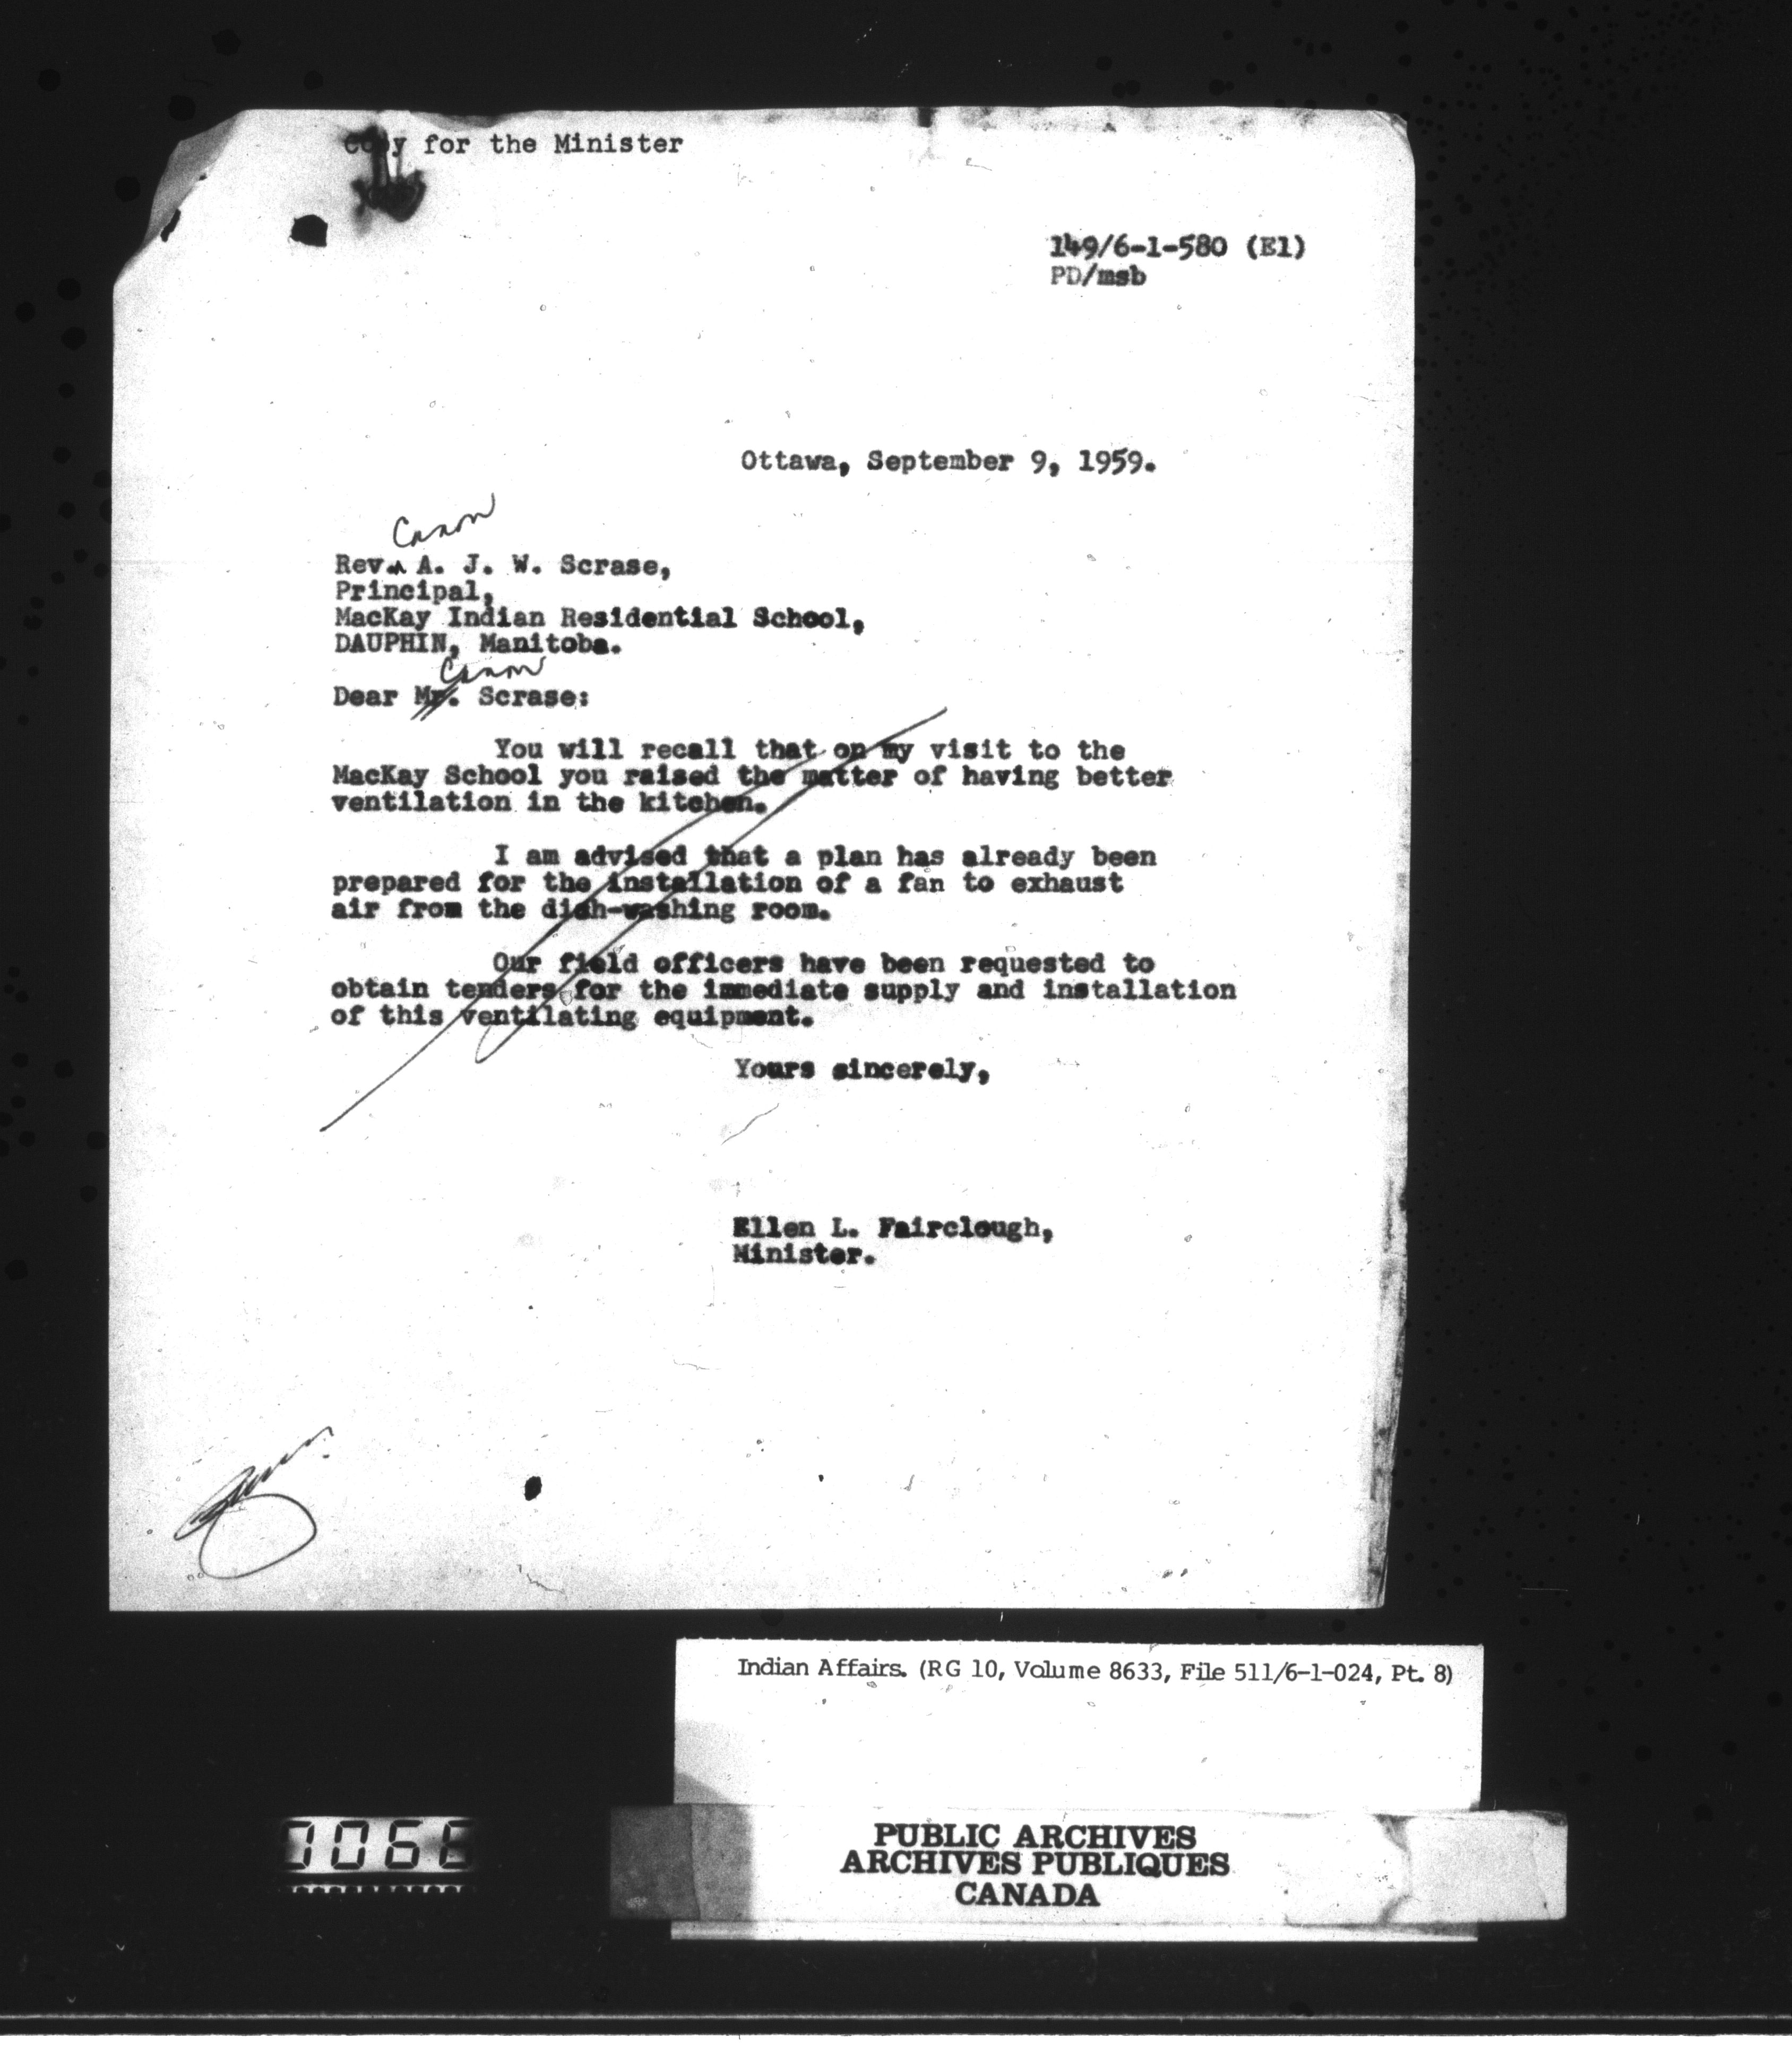 Copy for the Minister
149/6-1-580 (E1)
PD/msb
Ottawa, September 9, 1959.
Canon
Rev. A. J. W. Scrase,
Principal,
MacKay Indian Residential School,
DAUPHIN, Manitoba.
Canon
Dear Mr. Scrase:
You will recall that on my visit to the
MacKay School you raised the matter of having better
ventilation in the kitchen.
I am advised that a plan has already been
prepared for the installation of a fan to exhaust
air from the dish-washing room.
Our field officers have been requested to
obtain tenders for the immediate supply and installation
of this ventilating equipment.
Yours sincerely,
Ellen L. Fairclough,
Minister.
Indian Affairs. (RG 10, Volume 8633, File 511/6-1-024, Pt. 8)
PUBLIC ARCHIVES
ARCHIVES PUBLIQUES
CANADA